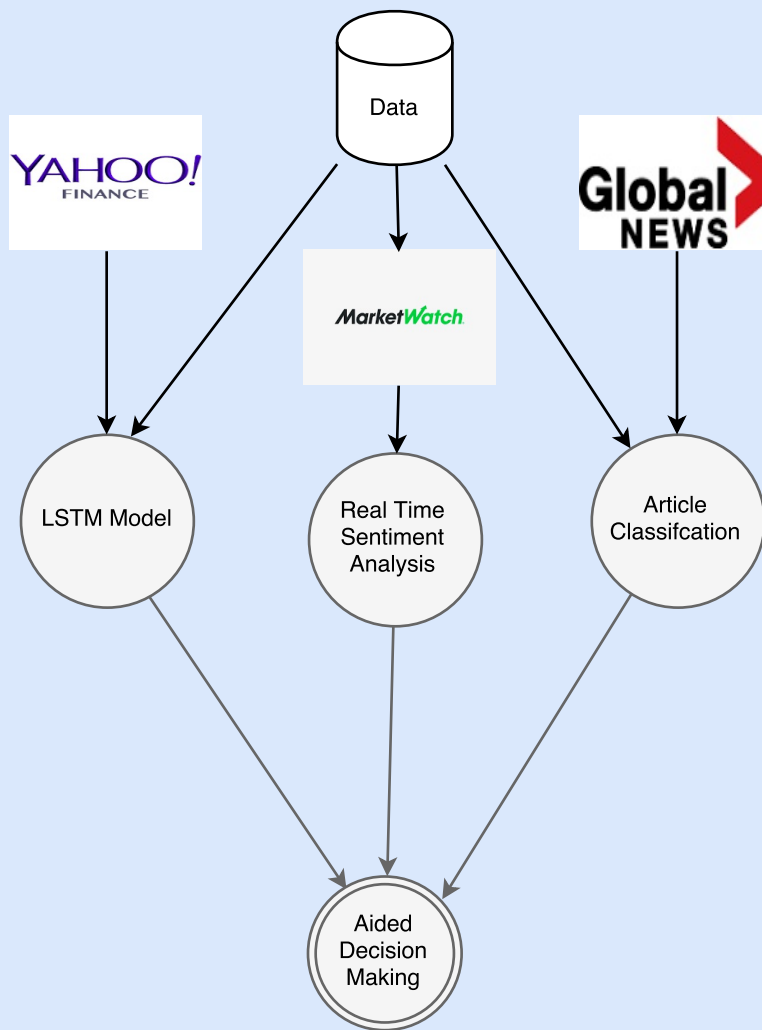 Data
YAHOO!
FINANCE
Global
NEWS
MarketWatch
LSTM Model
Real Time
Sentiment
Analysis
Article
Classifcation
Aided
Decision
Making